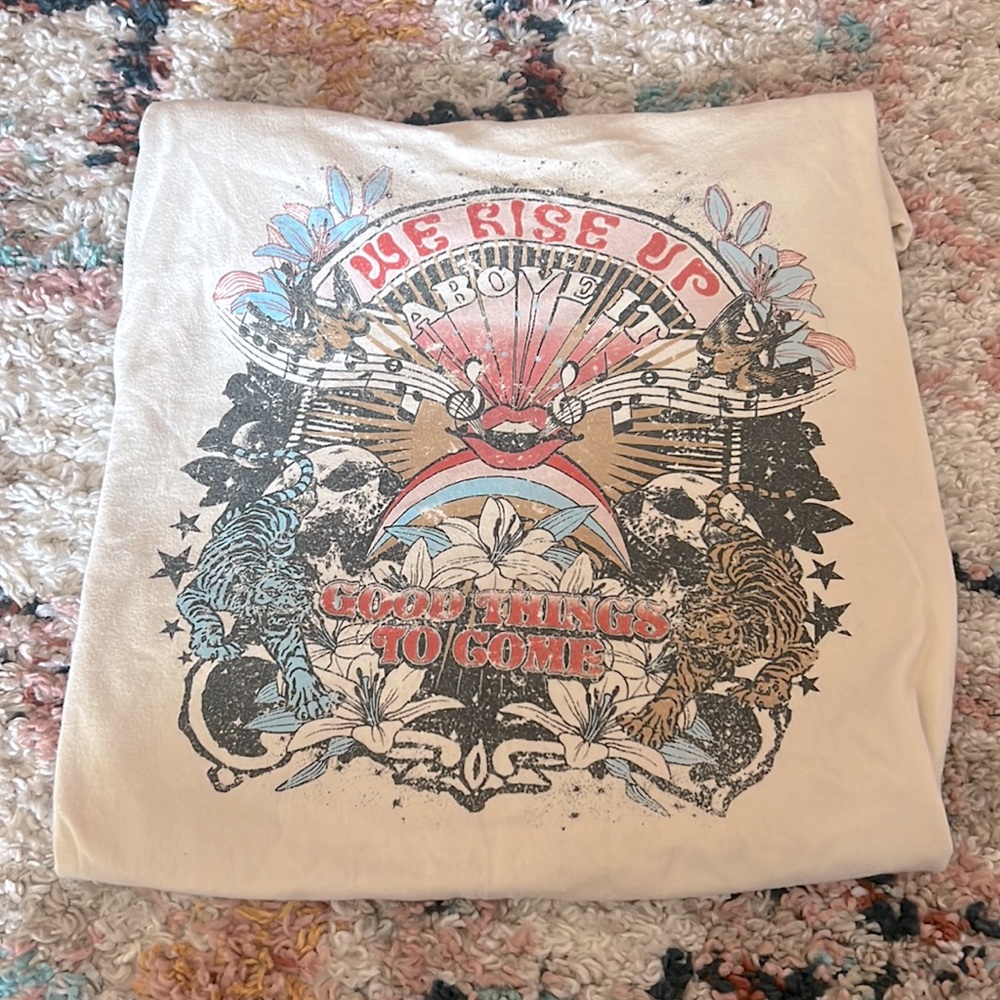 WE RISE UP
ABOVE IT
GOOD THINGS
TO COME